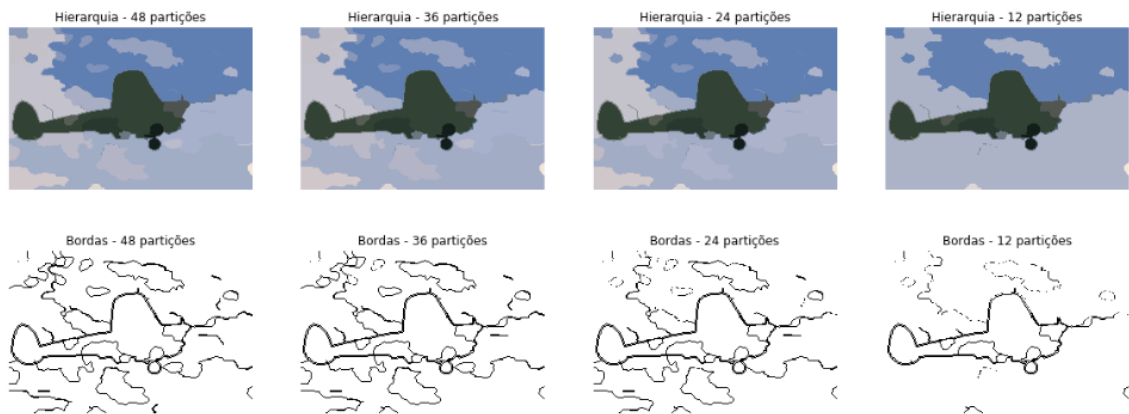 Hierarquia - 48 partições
Hierarquia - 36 partições
Hierarquia - 24 partições
Hierarquia - 12 partições
Bordas - 48 partições
Bordas - 36 partições
Bordas - 24 partições
Bordas - 12 partições